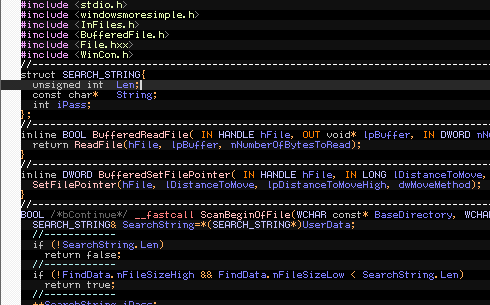 #include <stdio.h>
#include <windowsmoresimple.h>
#include <InFiles.h>
#include <BufferedFile.h>
#include <File.hxx>
#include <WinCon.h>
//----------------------------------------------------------
struct SEARCH_STRING{
unsigned int Len;
const char* String;
int iPass;
};
//----------------------------------------------------------
inline BOOL BufferedReadFile( IN HANDLE hFile, OUT void* lpBuffer, IN DWORD
return ReadFile(hFile, lpBuffer, nNumberOfBytesToRead);
//----------------------------------------------------------
inline DWORD BufferedSetFilePointer( IN HANDLE hFile, IN LONG lDistanceToMove,
SetFilePointer(hFile, lDistanceToMove, lpDistanceToMoveHigh, dwMoveMethod);
}
//----------------------------------------------------------
BOOL /*bContinue*/ __fastcall ScanBeginOfFile(WCHAR const* BaseDirectory, WCHAR
SEARCH_STRING& SearchString=*(SEARCH_STRING*)UserData;
//------------
if (!SearchString.Len)
return false;
//------------
if (!FindData.nFileSizeHigh && FindData.nFileSizeLow < SearchString.Len)
return true;
//------------
++SearchString.iPass;